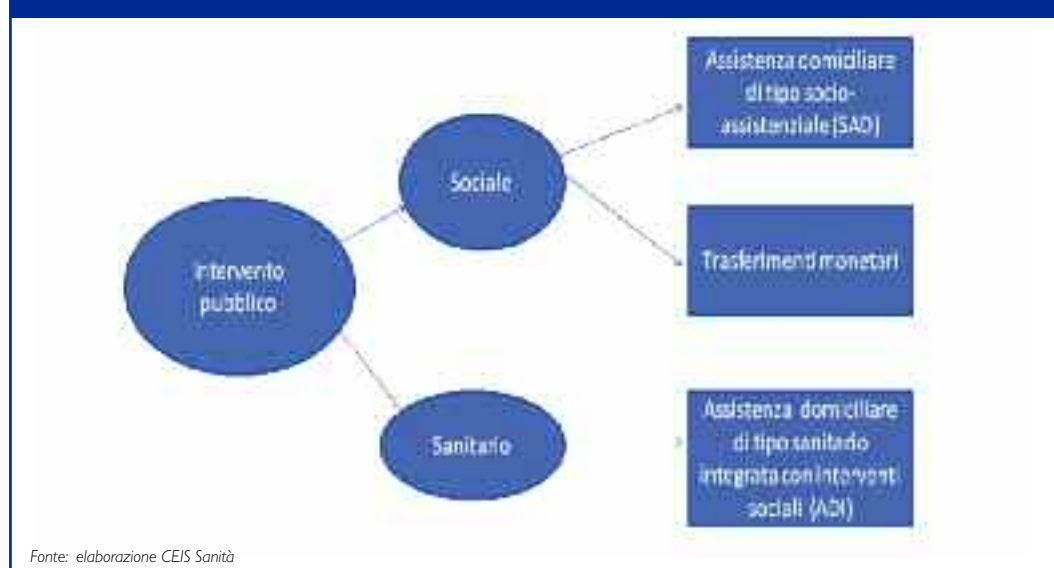 Intervento
pubblico
Sociale
Sanitario
Assistenza domiciliare
di tipo socio-
assistenziale (SAD)
Trasferimenti monetari
Assistenza domiciliare
di tipo sanitario
integrata con interventi
sociali (ADI)
Fonte: elaborazione CEIS Sanità